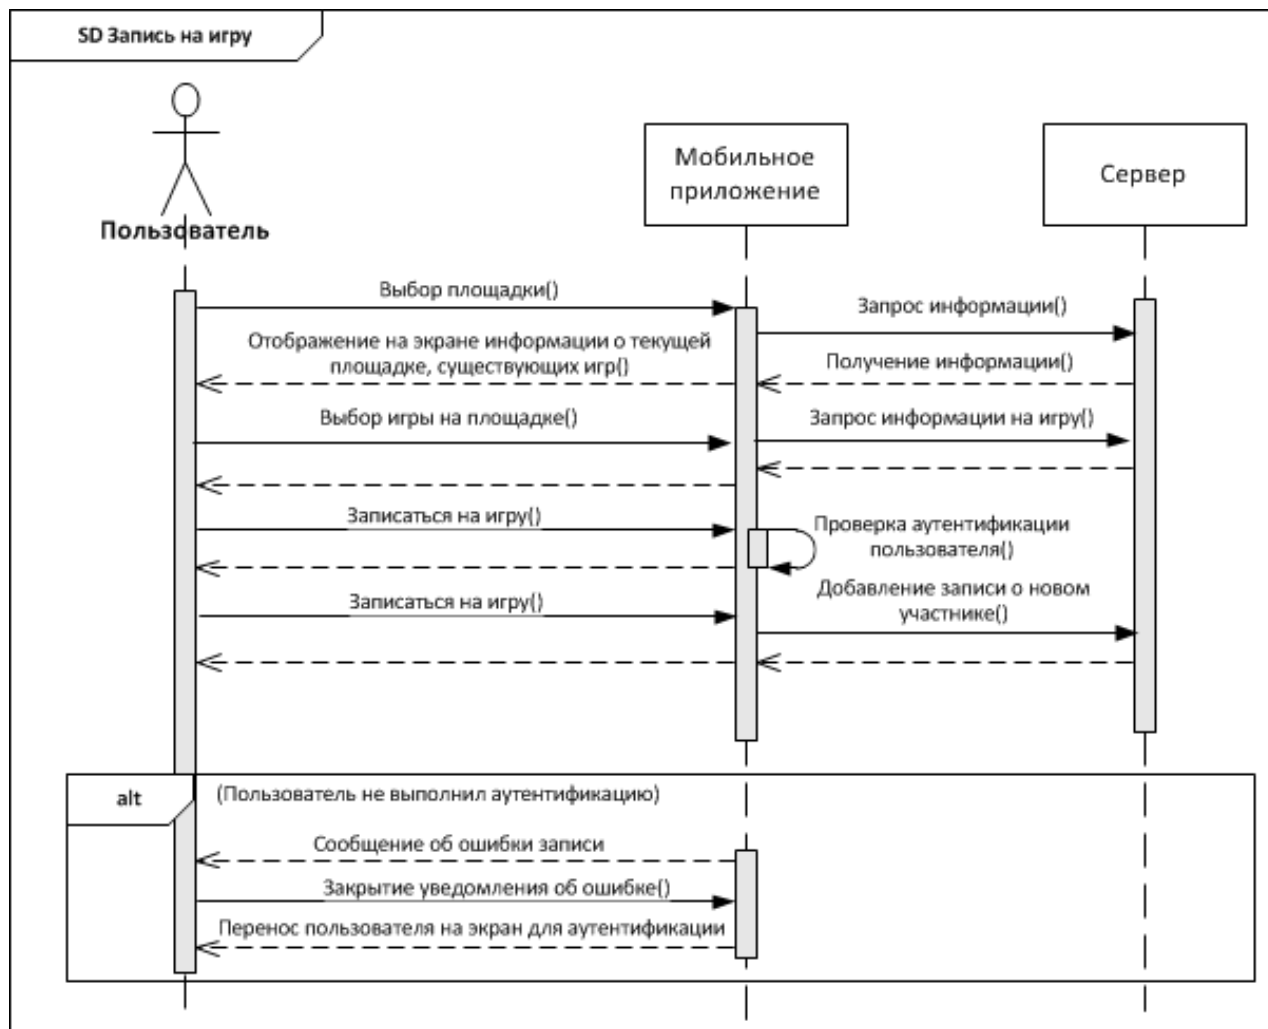 SD Запись на игру
Мобильное
приложение
Сервер
Пользователь
Выбор площадки()
Запрос информации()
Отображение на экране информации о текущей
площадке, существующих игр()
Получение информации()
Выбор игры на площадке()
Запрос информации на игру()
Записаться на игру()
Проверка аутентификации
пользователя()
Записаться на игру()
Добавление записи о новом
участнике()
alt
(Пользователь не выполнил аутентификацию)
Сообщение об ошибки записи
Закрытие уведомления об ошибке()
Перенос пользователя на экран для аутентификации